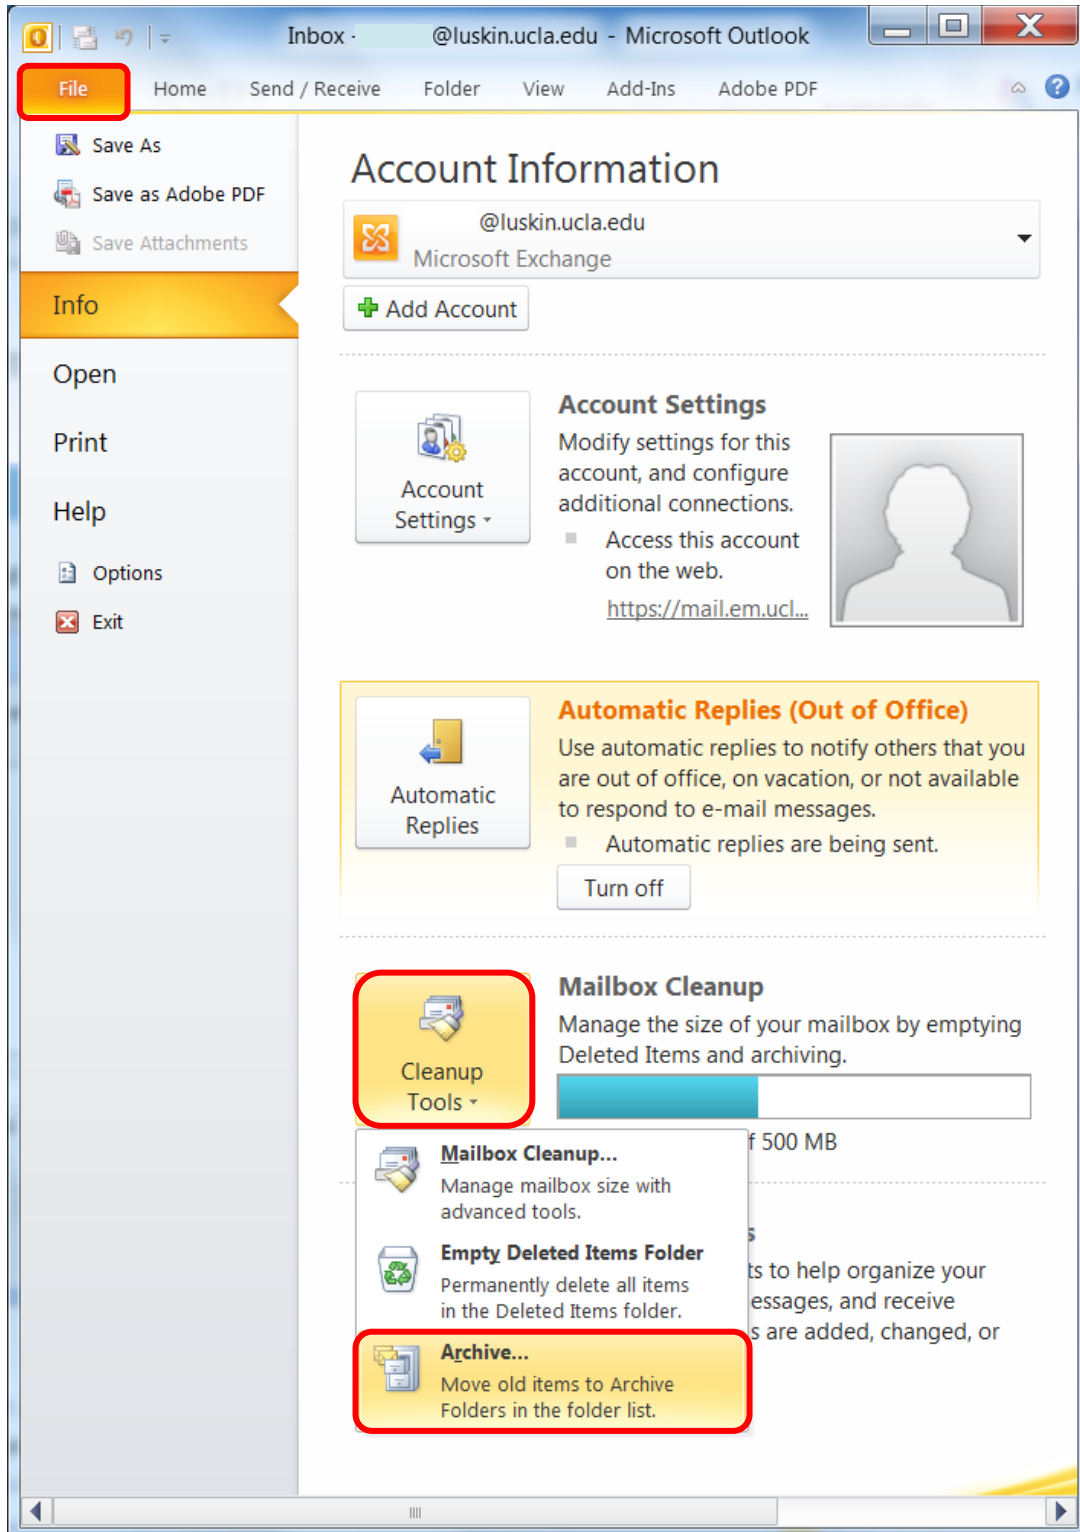 Inbox - @luskin.ucla.edu - Microsoft Outlook
File Home Send / Receive Folder View Add-Ins Adobe PDF
Save As
Save as Adobe PDF
Save Attachments
Info
Open
Print
Help
Options
Exit
Account Information
@luskin.ucla.edu
Microsoft Exchange
Add Account
Account
Settings
Account Settings
Modify settings for this
account, and configure
additional connections.
Access this account
on the web.
https://mail.em.ucl...
Automatic
Replies
Automatic Replies (Out of Office)
Use automatic replies to notify others that you
are out of office, on vacation, or not available
to respond to e-mail messages.
Automatic replies are being sent.
Turn off
Cleanup
Tools
Mailbox Cleanup
Manage the size of your mailbox by emptying
Deleted Items and archiving.
500 MB
Mailbox Cleanup...
Manage mailbox size with
advanced tools.
Empty Deleted Items Folder
Permanently delete all items
in the Deleted Items folder.
Archive...
Move old items to Archive
Folders in the folder list.
ts to help organize your
essages, and receive
s are added, changed, or